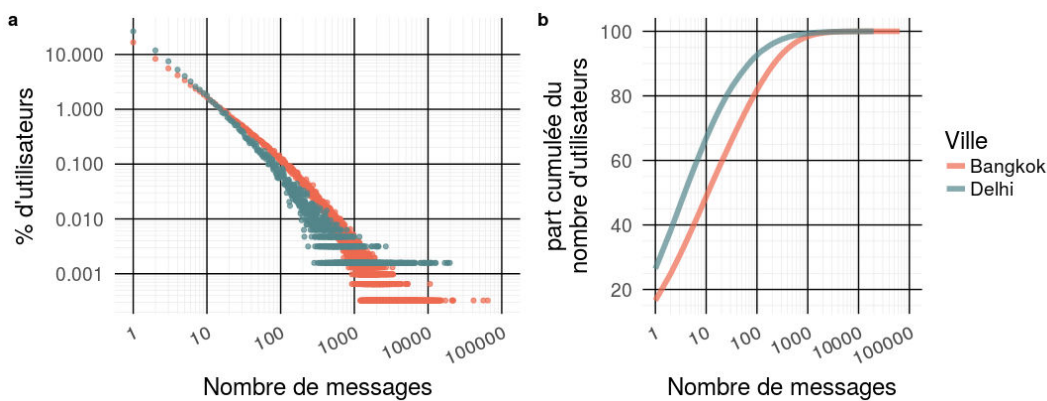 a
% d'utilisateurs
10.000
1.000
0.100
0.010
0.001
1
10
100
1000
10000
100000
Nombre de messages
b
part cumulée du
nombre d'utilisateurs
100
80
60
40
20
1
10
100
1000
10000
100000
Nombre de messages
Ville
Bangkok
Delhi